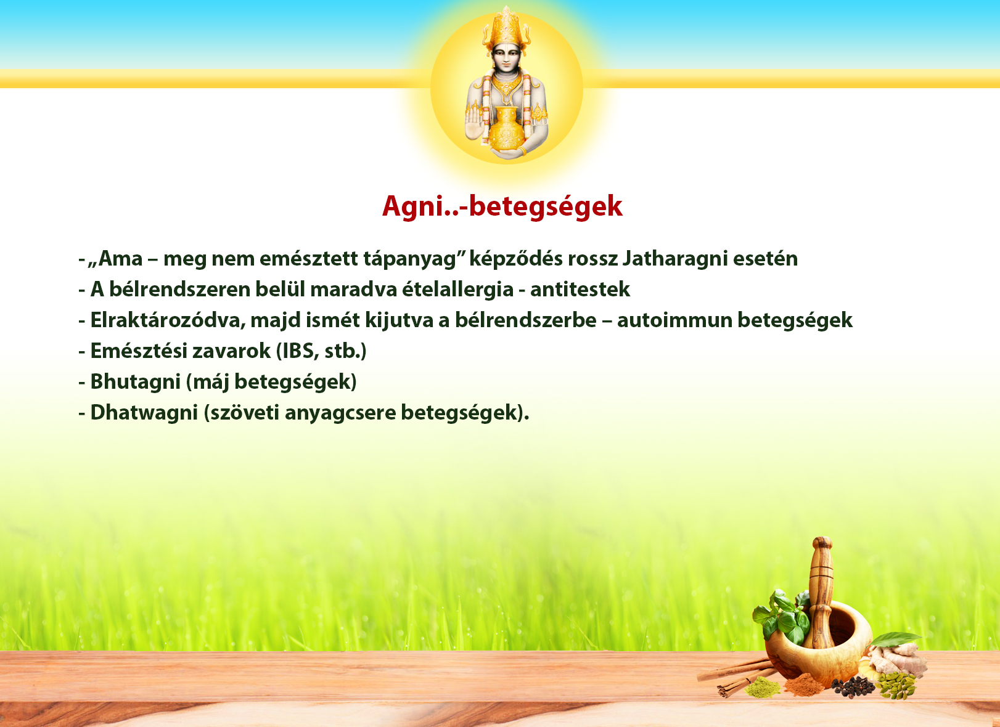 Agni..-betegségek
- „Ama – meg nem emésztett tápanyag” képződés rossz Jatharagni esetén
- A bélrendszeren belül maradva ételallergia - antitestek
- Elraktározódva, majd ismét kijutva a bélrendszerbe – autoimmun betegségek
- Emésztési zavarok (IBS, stb.)
- Bhutagni (máj betegségek)
- Dhatwagni (szöveti anyagcsere betegségek).